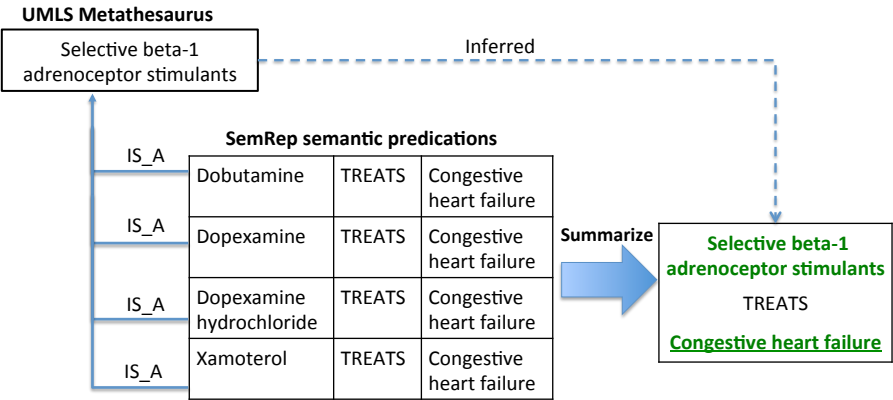 UMLS Metathesaurus
Selective beta-1
adrenoceptor stimulants
Inferred
SemRep semantic predications
IS_A
Dobutamine TREATS Congestive
heart failure
IS_A
Dopexamine TREATS Congestive
heart failure
IS_A
Dopexamine TREATS Congestive
hydrochloride heart failure
IS_A
Xamoterol TREATS Congestive
heart failure
Summarize
Selective beta-1
adrenoceptor stimulants
TREATS
Congestive heart failure